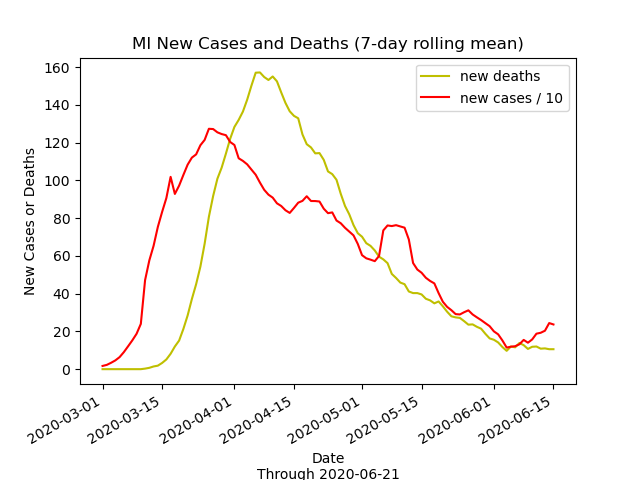 MI New Cases and Deaths (7-day rolling mean)
new deaths
new cases / 10
160
140
120
100
80
60
40
20
0
New Cases or Deaths
2020-03-01
2020-03-15
2020-04-01
2020-04-15
2020-05-01
2020-05-15
2020-06-01
2020-06-15
Date
Through 2020-06-21